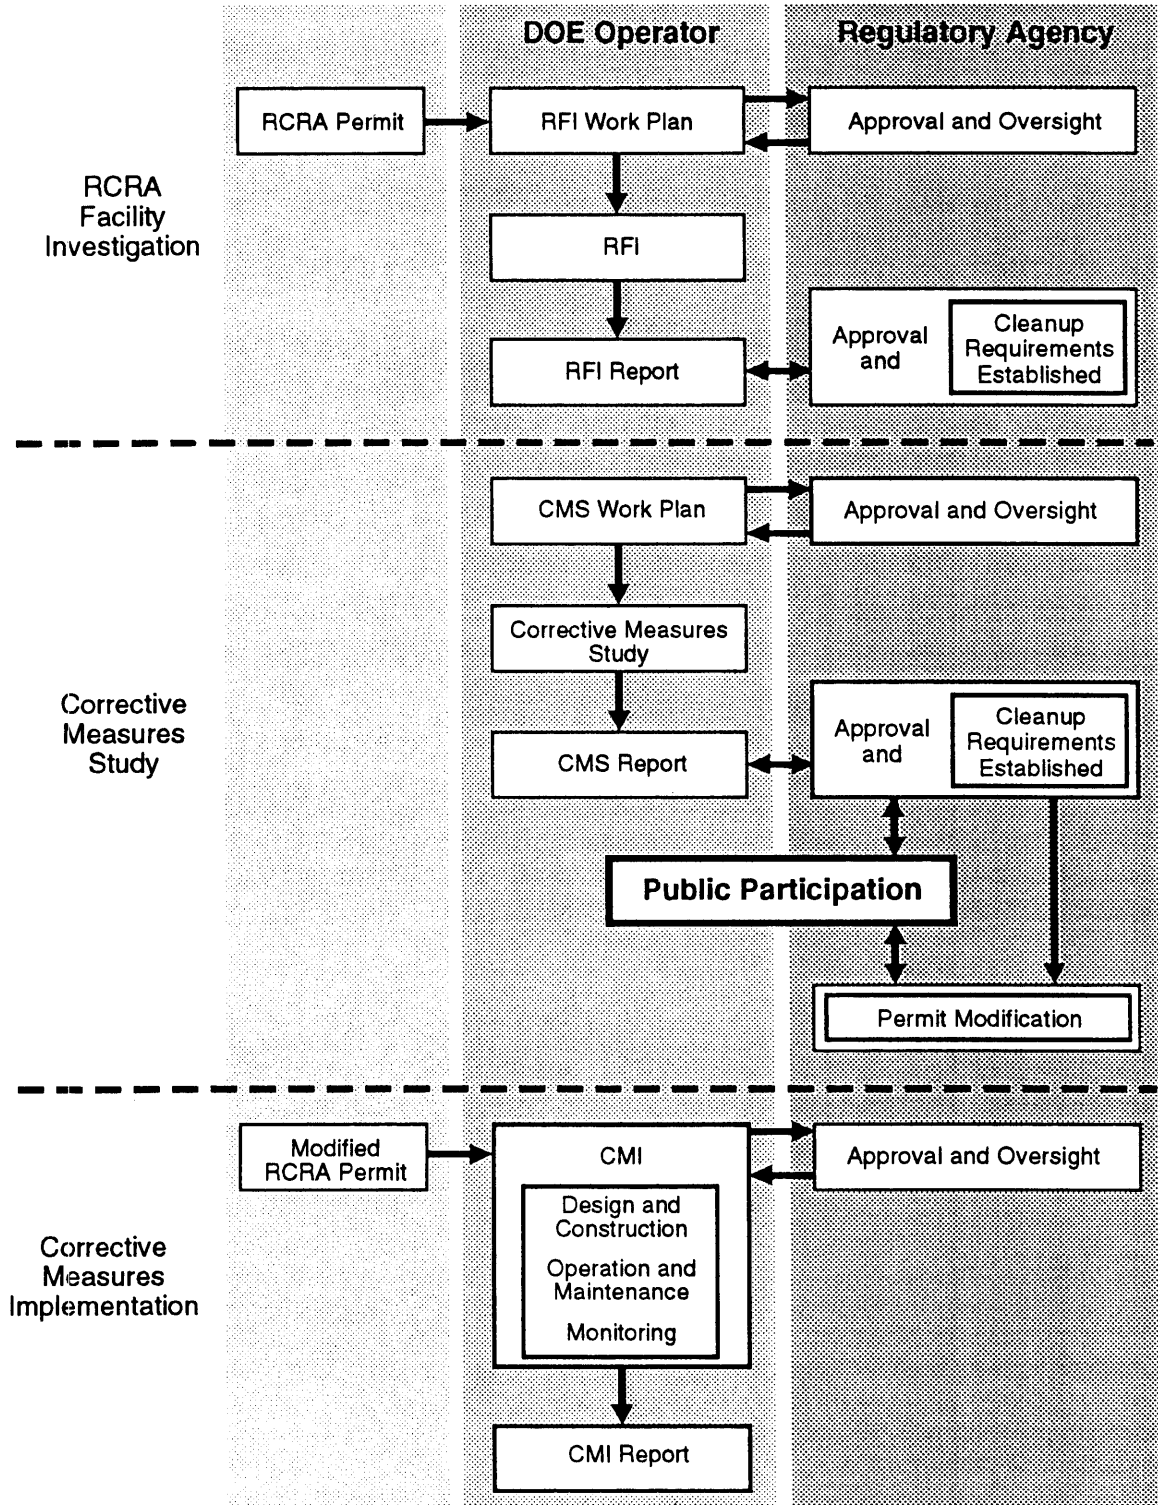 DOE Operator
Regulatory Agency
RCRA Permit
RFI Work Plan
Approval and Oversight
RCRA
Facility
Investigation
RFI
RFI Report
Approval
and
Cleanup
Requirements
Established
CMS Work Plan
Approval and Oversight
Corrective Measures
Study
Corrective
Measures
Study
CMS Report
Approval
and
Cleanup
Requirements
Established
Public Participation
Permit Modification
Modified
RCRA Permit
CMI
Approval and Oversight
Design and
Construction
Operation and
Maintenance
Monitoring
Corrective
Measures
Implementation
CMI Report